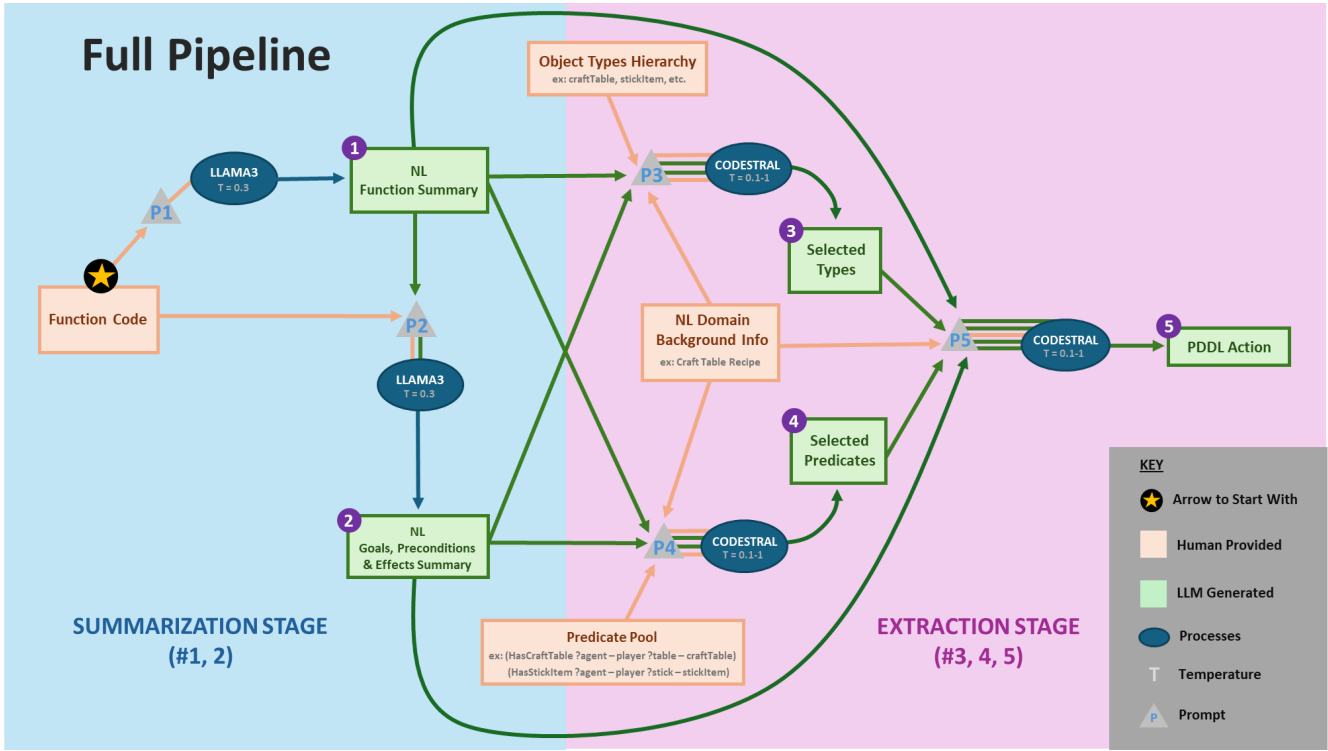 Full Pipeline
Object Types Hierarchy
ex: craftTable, stickItem, etc.
1
NL
Function Summary
LLAMA3
T = 0.3
P1
P3
CODESTRAL
T = 0.1-1
3
Selected
Types
Function Code
P2
LLAMA3
T = 0.3
NL Domain
Background Info
ex: Craft Table Recipe
P5
CODESTRAL
T = 0.1-1
5
PDDL Action
4
Selected
Predicates
2
NL
Goals, Preconditions
& Effects Summary
P4
CODESTRAL
T = 0.1-1
Predicate Pool
ex: (HasCraftTable ?agent – player ?table – craftTable)
(HasStickItem ?agent – player ?stick – stickItem)
SUMMARIZATION STAGE
(#1, 2)
EXTRACTION STAGE
(#3, 4, 5)
KEY
Arrow to Start With
Human Provided
LLM Generated
Processes
T Temperature
P Prompt